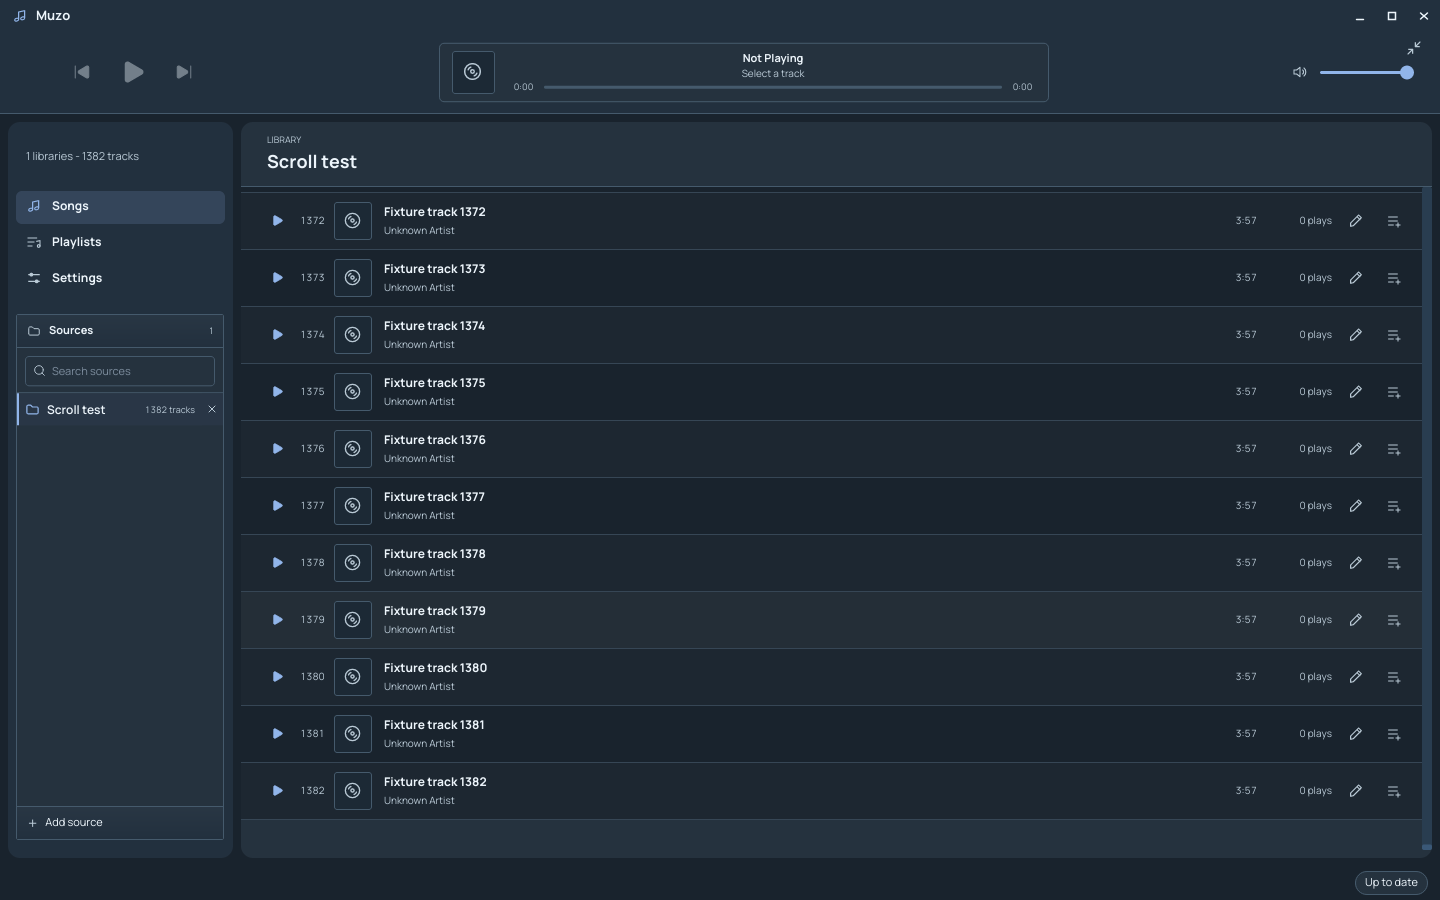 Muzo
Not Playing
Select a track
0:00
0:00
1 libraries - 1382 tracks
Songs
Playlists
Settings
Sources 1
Search sources
Scroll test 1382 tracks
Add source
LIBRARY
Scroll test
1372 Fixture track 1372 3:57 0 plays
Unknown Artist
1373 Fixture track 1373 3:57 0 plays
Unknown Artist
1374 Fixture track 1374 3:57 0 plays
Unknown Artist
1375 Fixture track 1375 3:57 0 plays
Unknown Artist
1376 Fixture track 1376 3:57 0 plays
Unknown Artist
1377 Fixture track 1377 3:57 0 plays
Unknown Artist
1378 Fixture track 1378 3:57 0 plays
Unknown Artist
1379 Fixture track 1379 3:57 0 plays
Unknown Artist
1380 Fixture track 1380 3:57 0 plays
Unknown Artist
1381 Fixture track 1381 3:57 0 plays
Unknown Artist
1382 Fixture track 1382 3:57 0 plays
Unknown Artist
Up to date